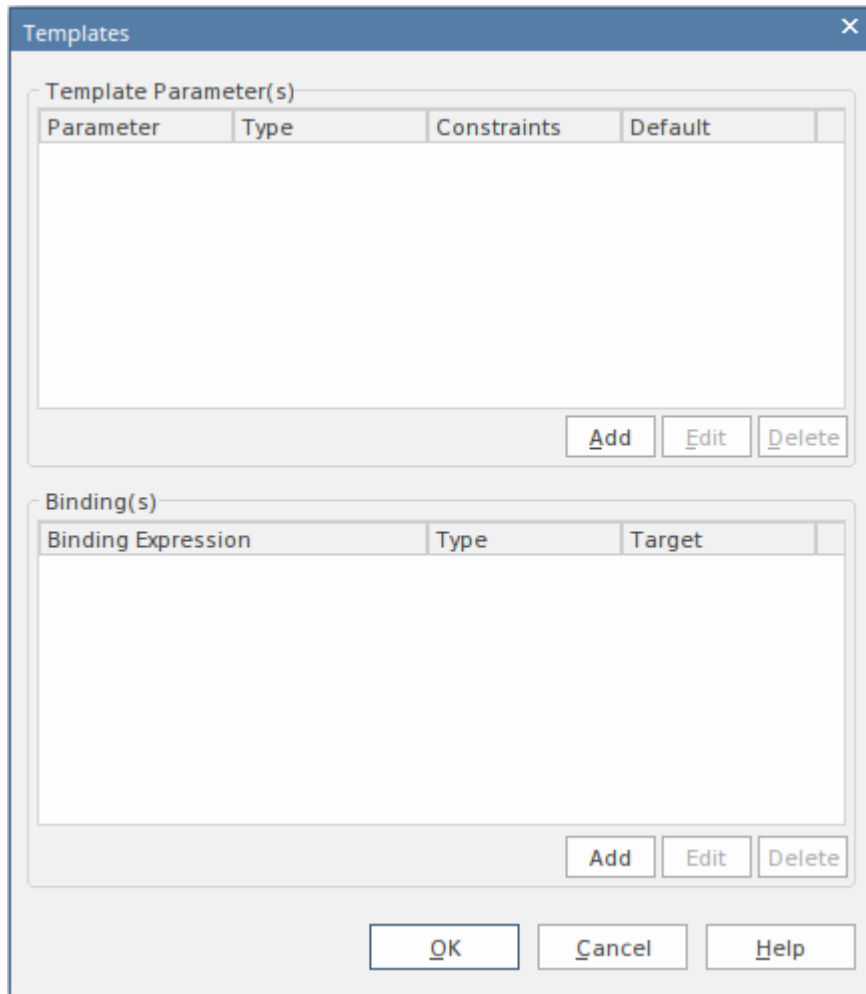 Templates
Template Parameter(s)
Parameter Type Constraints Default
Add Edit Delete
Binding(s)
Binding Expression Type Target
Add Edit Delete
OK Cancel Help